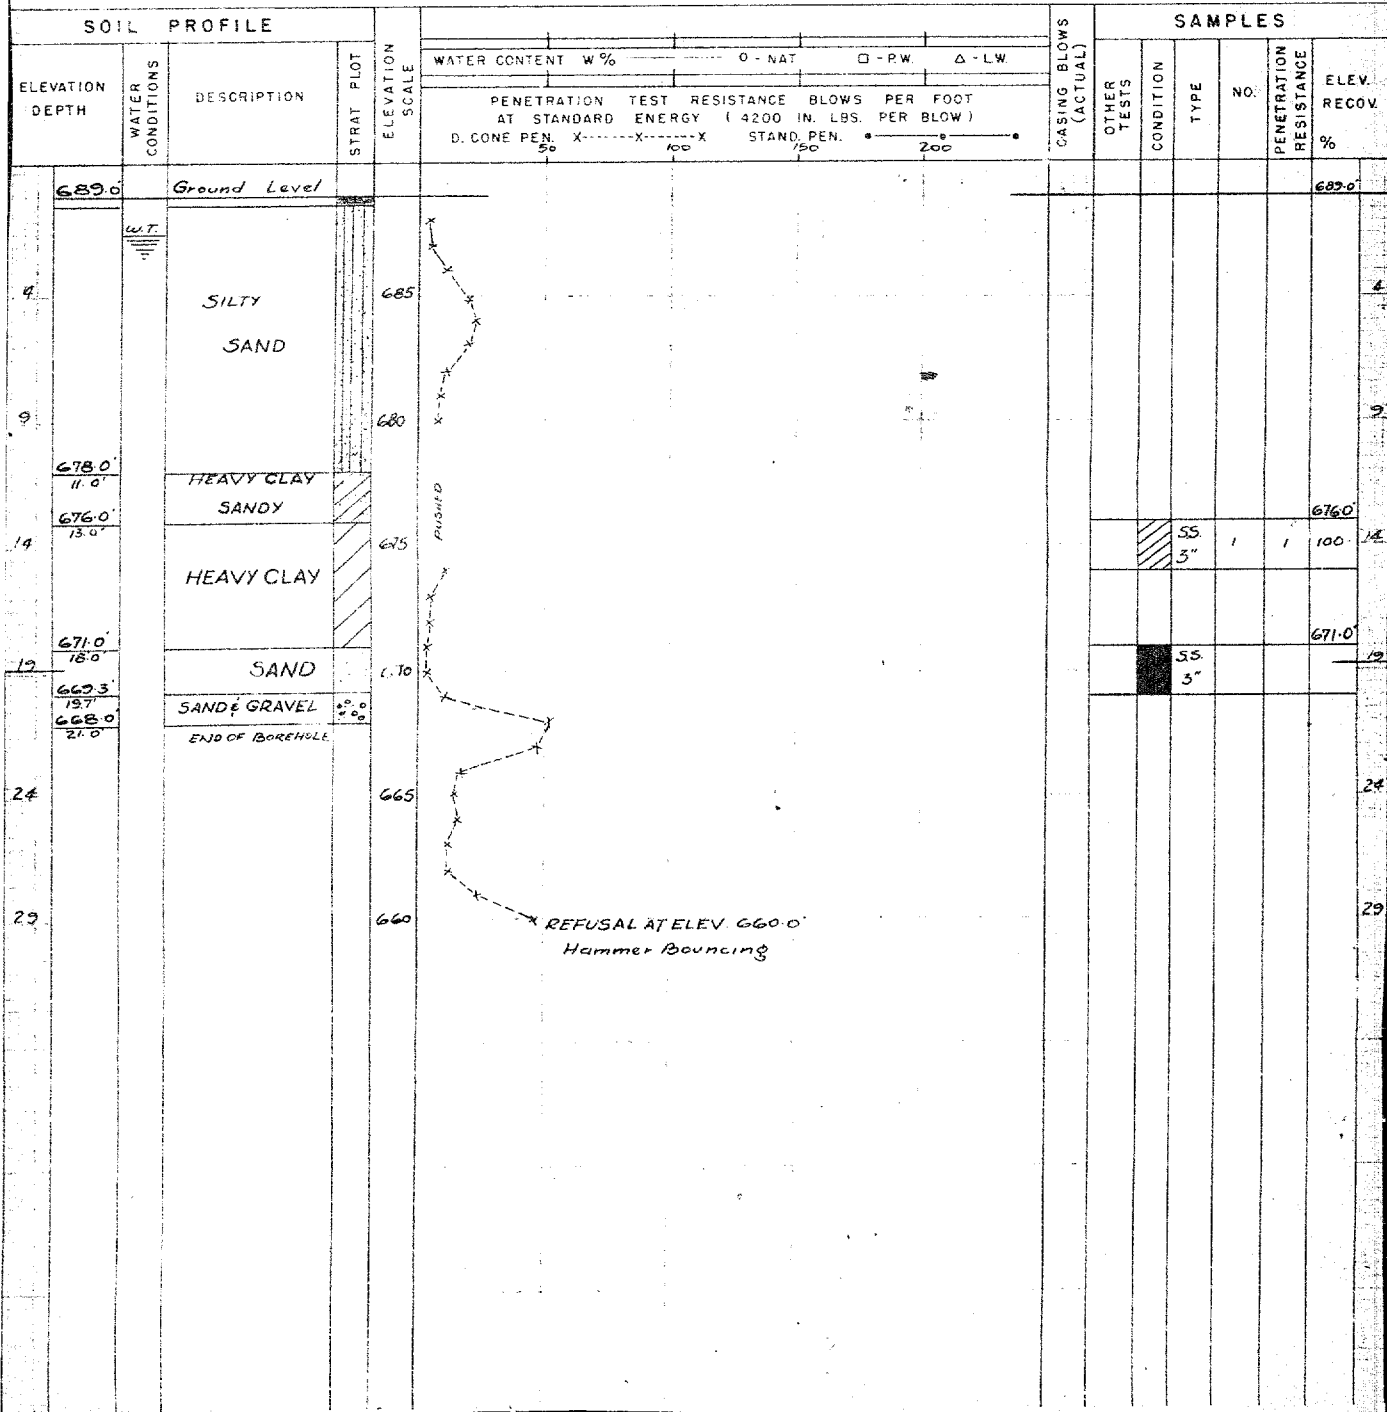 SOIL PROFILE
SAMPLES
ELEVATION
DEPTH
WATER
CONDITIONS
DESCRIPTION
STRAT PLOT
ELEVATION
SCALE
WATER CONTENT W % O - NAT □ - P.W. Δ - L.W.
PENETRATION TEST RESISTANCE BLOWS PER FOOT
AT STANDARD ENERGY ( 4200 IN. LBS. PER BLOW )
D. CONE PEN. X-------X-------X STAND. PEN.
50 100 150 200
CASING BLOWS
(ACTUAL)
OTHER
TESTS
CONDITION
TYPE
NO.
PENETRATION
RESISTANCE
ELEV.
RECOV.
%
689.0' Ground Level 689.0'
W.T.
4 SILTY 685 4
SAND
9 680 9
678.0'
11.0' HEAVY CLAY
SANDY PUSHED
676.0' 676.0'
13.0'
14 675 S.S. 1 1 100 14
3"
HEAVY CLAY
671.0' 671.0'
18.0' S.S.
19 SAND 670 3" 19
669.3'
19.7' SAND & GRAVEL
668.0'
21.0' END OF BOREHOLE
24 665 24
29 660 REFUSAL AT ELEV. 660.0' 29
Hammer Bouncing